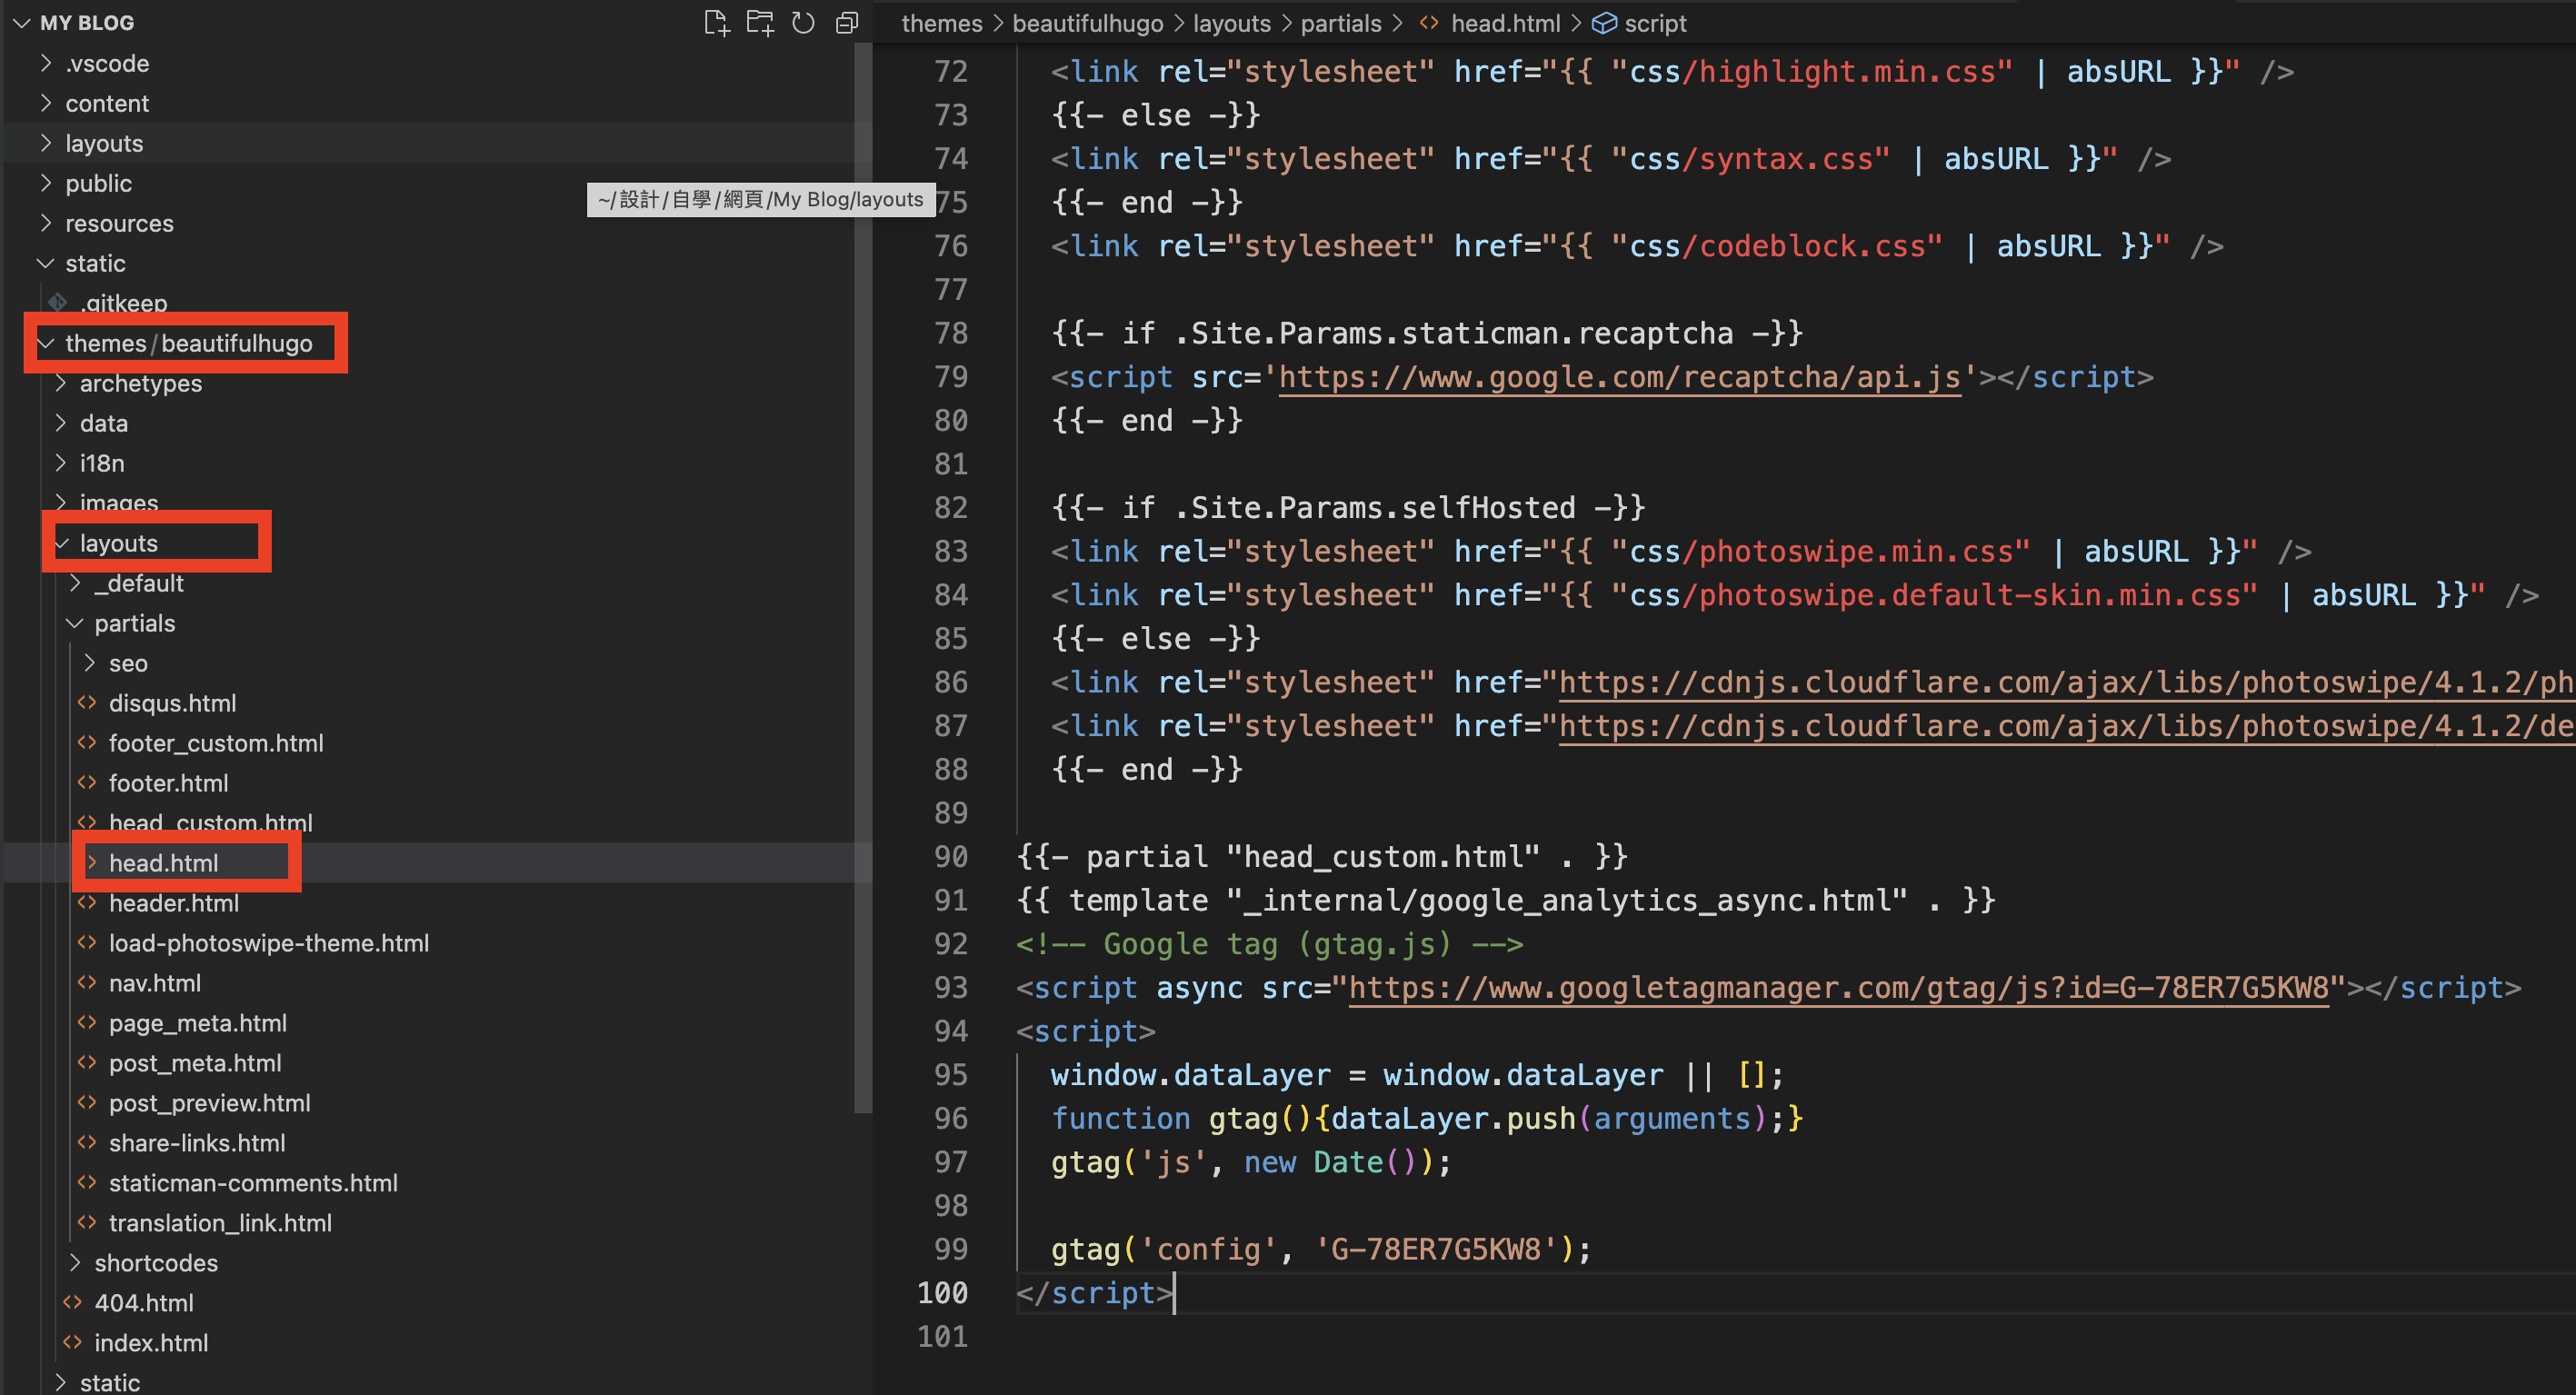 MY BLOG
.vscode
content
layouts
public
resources
static
.gitkeep
themes/beautifulhugo
archetypes
data
i18n
images
layouts
_default
partials
seo
disqus.html
footer_custom.html
footer.html
head_custom.html
head.html
header.html
load-photoswipe-theme.html
nav.html
page_meta.html
post_meta.html
post_preview.html
share-links.html
staticman-comments.html
translation_link.html
shortcodes
404.html
index.html
static
~/設計/自學/網頁/My Blog/layouts
themes > beautifulhugo > layouts > partials > <> head.html > script
72 <link rel="stylesheet" href="{{ "css/highlight.min.css" | absURL }}" />
73 {{- else -}}
74 <link rel="stylesheet" href="{{ "css/syntax.css" | absURL }}" />
75 {{- end -}}
76 <link rel="stylesheet" href="{{ "css/codeblock.css" | absURL }}" />
77
78 {{- if .Site.Params.staticman.recaptcha -}}
79 <script src='https://www.google.com/recaptcha/api.js'></script>
80 {{- end -}}
81
82 {{- if .Site.Params.selfHosted -}}
83 <link rel="stylesheet" href="{{ "css/photoswipe.min.css" | absURL }}" />
84 <link rel="stylesheet" href="{{ "css/photoswipe.default-skin.min.css" | absURL }}" />
85 {{- else -}}
86 <link rel="stylesheet" href="https://cdnjs.cloudflare.com/ajax/libs/photoswipe/4.1.2/ph
87 <link rel="stylesheet" href="https://cdnjs.cloudflare.com/ajax/libs/photoswipe/4.1.2/de
88 {{- end -}}
89
90 {{- partial "head_custom.html" . }}
91 {{ template "_internal/google_analytics_async.html" . }}
92 <!-- Google tag (gtag.js) -->
93 <script async src="https://www.googletagmanager.com/gtag/js?id=G-78ER7G5KW8"></script>
94 <script>
95 window.dataLayer = window.dataLayer || [];
96 function gtag(){dataLayer.push(arguments);}
97 gtag('js', new Date());
98
99 gtag('config', 'G-78ER7G5KW8');
100 </script>
101